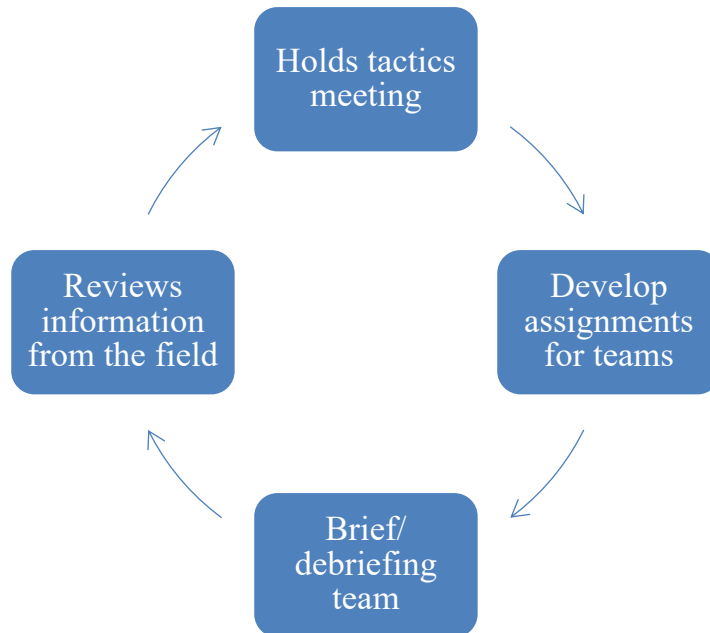 Holds tactics
meeting
Develop
assignments
for teams
Brief/
debriefing
team
Reviews
information
from the field